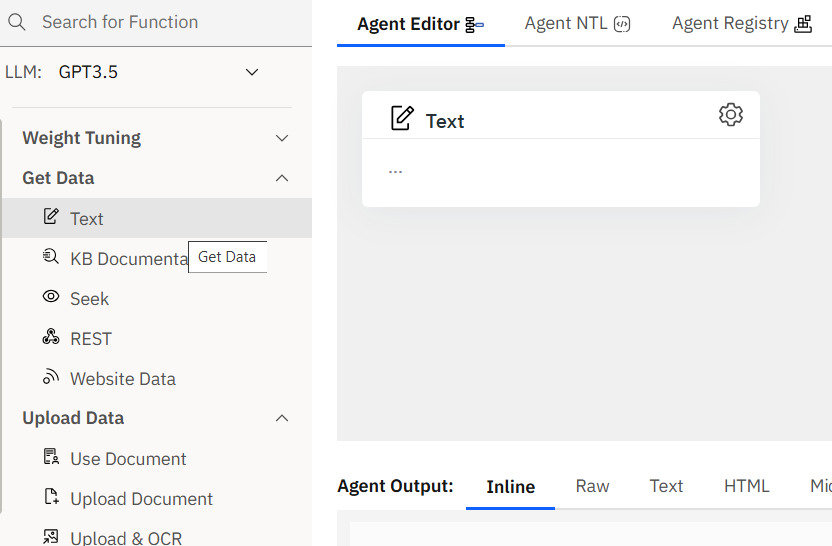 Search for Function
LLM: GPT3.5
Weight Tuning
Get Data
Text
KB Documenta
Get Data
Seek
REST
Website Data
Upload Data
Use Document
Upload Document
Upload & OCR
Agent Editor Agent NTL Agent Registry
Text
...
Agent Output: Inline Raw Text HTML